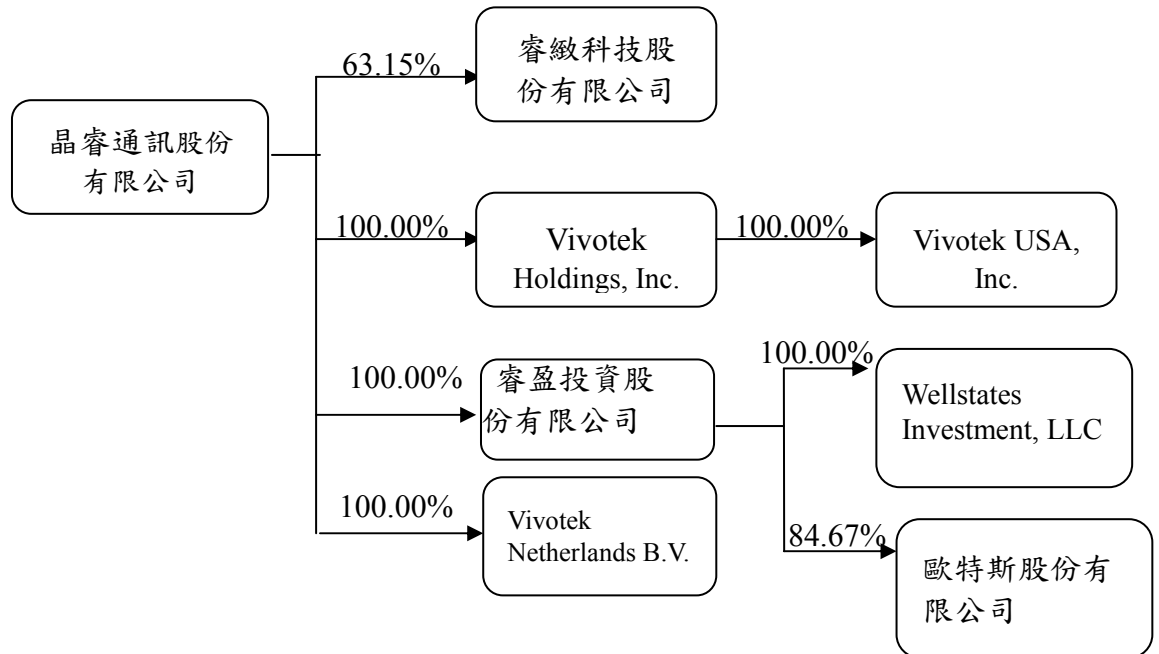 睿緻科技股
份有限公司
63.15%
晶睿通訊股份
有限公司
100.00%
Vivotek
Holdings, Inc.
100.00%
Vivotek USA,
Inc.
100.00%
睿盈投資股
份有限公司
100.00%
Wellstates
Investment, LLC
100.00%
Vivotek
Netherlands B.V.
84.67%
歐特斯股份有
限公司